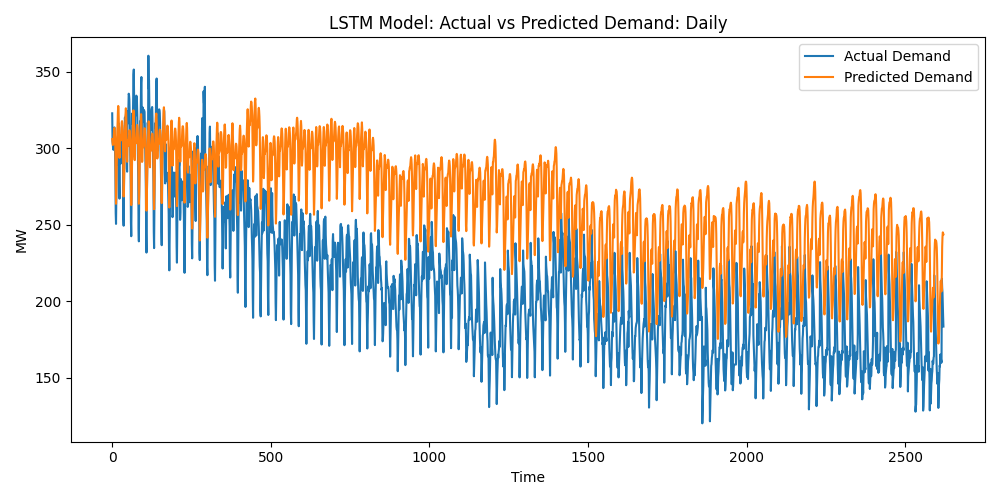 LSTM Model: Actual vs Predicted Demand: Daily
Actual Demand
Predicted Demand
MW
350
300
250
200
150
0 500 1000 1500 2000 2500
Time